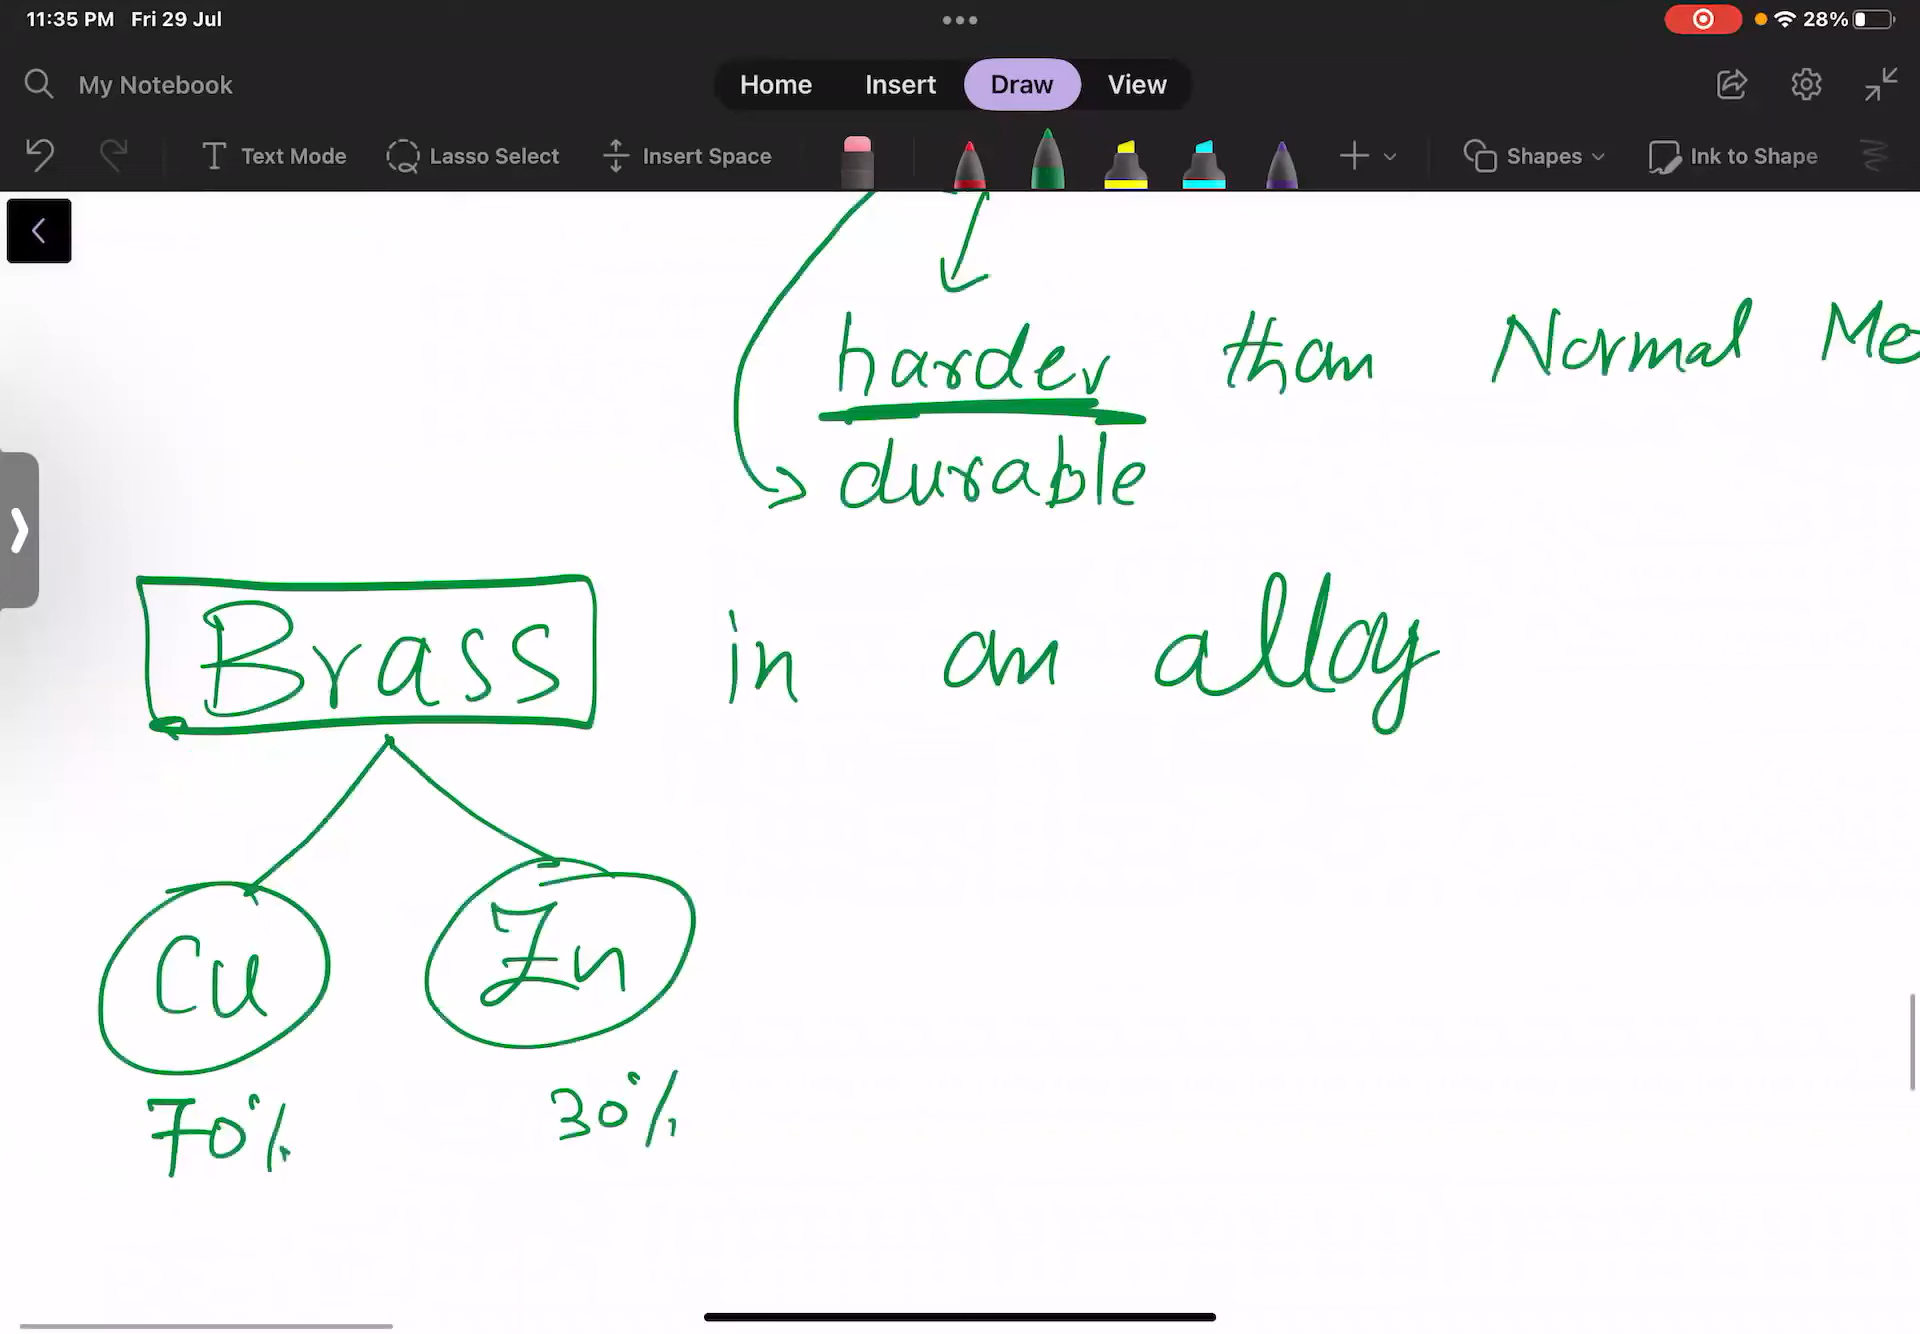 11:35 PM Fri 29 Jul 28%
My Notebook Home Insert Draw View
Text Mode Lasso Select Insert Space Shapes Ink to Shape
harder than Normal Me
durable
Brass in an alloy
Cu Zn
70% 30%